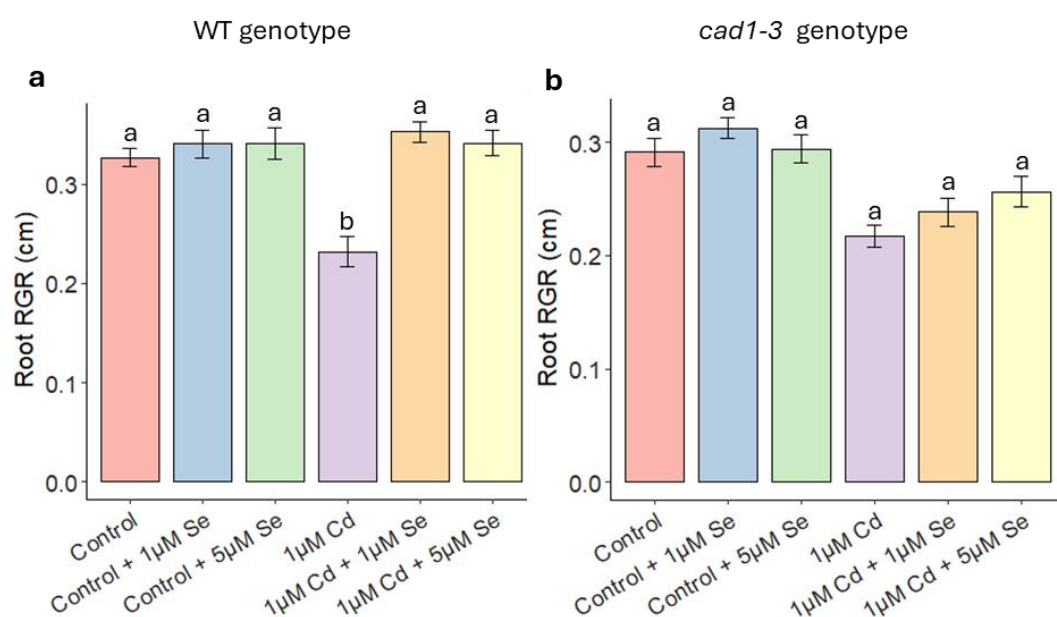 WT genotype
cad1-3 genotype
a
b
a
a
a
b
a
a
a
a
a
a
a
a
Root RGR (cm)
0.3
0.2
0.1
0.0
Root RGR (cm)
0.3
0.2
0.1
0.0
Control
Control + 1µM Se
Control + 5µM Se
1µM Cd
1µM Cd + 1µM Se
1µM Cd + 5µM Se
Control
Control + 1µM Se
Control + 5µM Se
1µM Cd
1µM Cd + 1µM Se
1µM Cd + 5µM Se